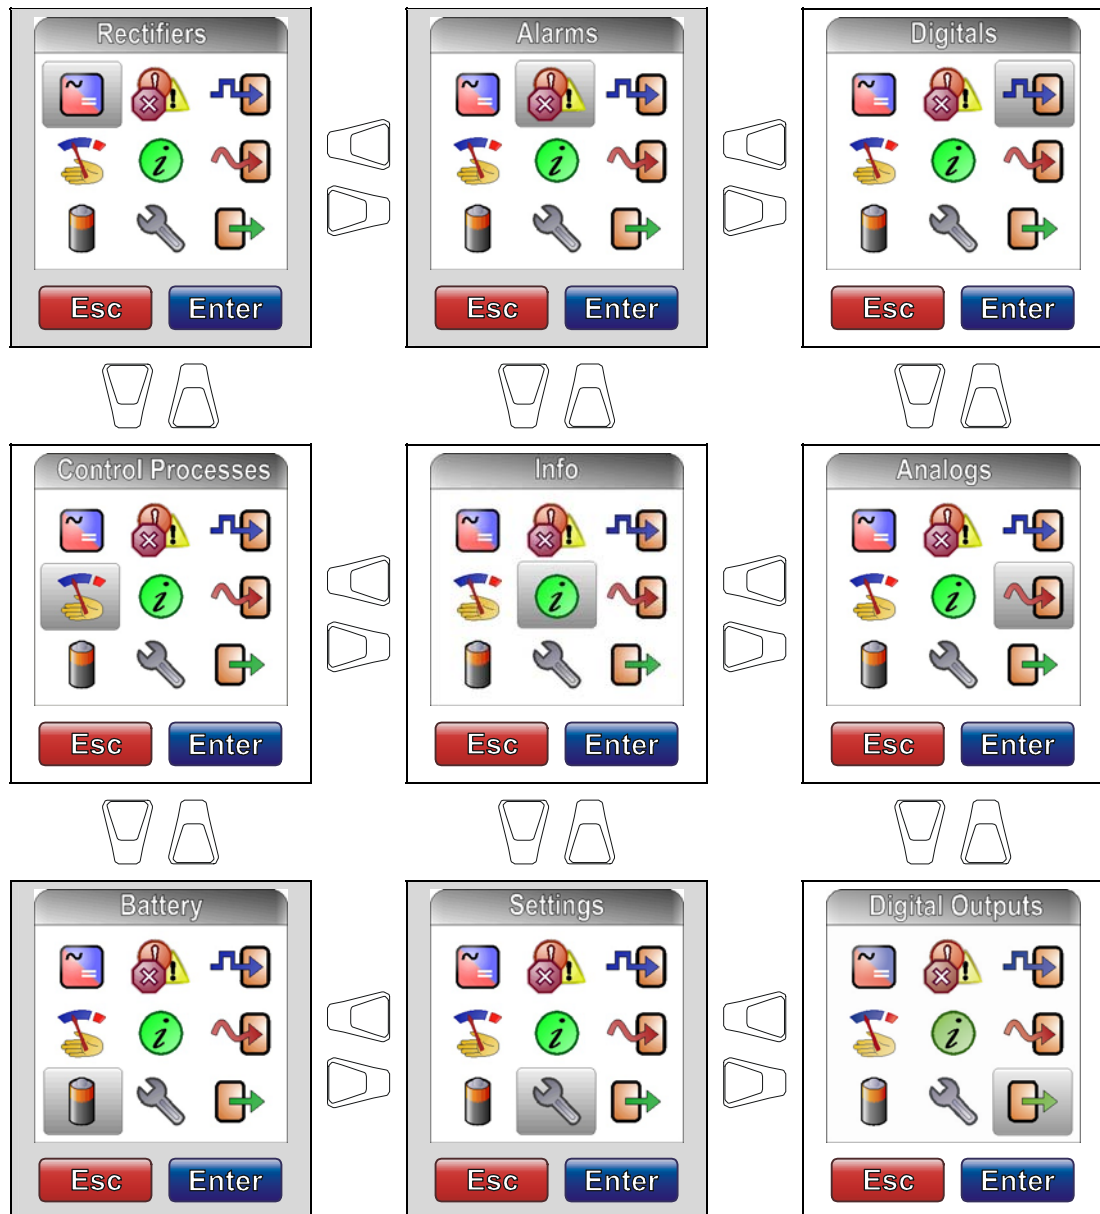 Rectifiers
Alarms
Digitals
Esc Enter
Esc Enter
Esc Enter
Control Processes
Info
Analogs
Esc Enter
Esc Enter
Esc Enter
Battery
Settings
Digital Outputs
Esc Enter
Esc Enter
Esc Enter